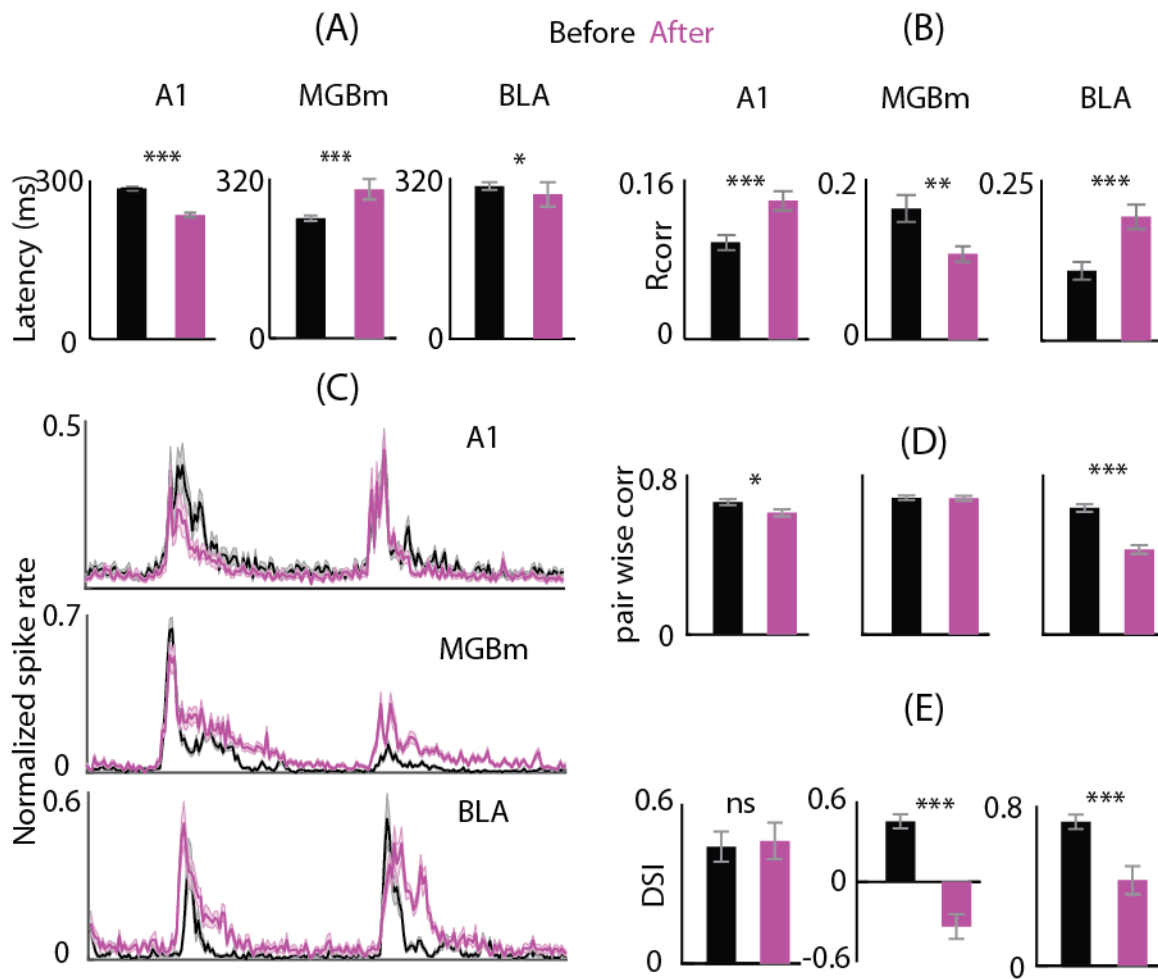 (A)
Before After
(B)
A1
MGBm
BLA
A1
MGBm
BLA
Latency (ms)
300
0
***
320
0
***
320
0
*
Rcorr
0.16
0
***
0.2
0
**
0.25
0
***
(C)
Normalized spike rate
0.5
A1
0.7
0
MGBm
0.6
0
BLA
(D)
pair wise corr
0.8
0
*
***
(E)
DSI
0.6
0
ns
0.6
0
-0.6
***
0.8
0
***